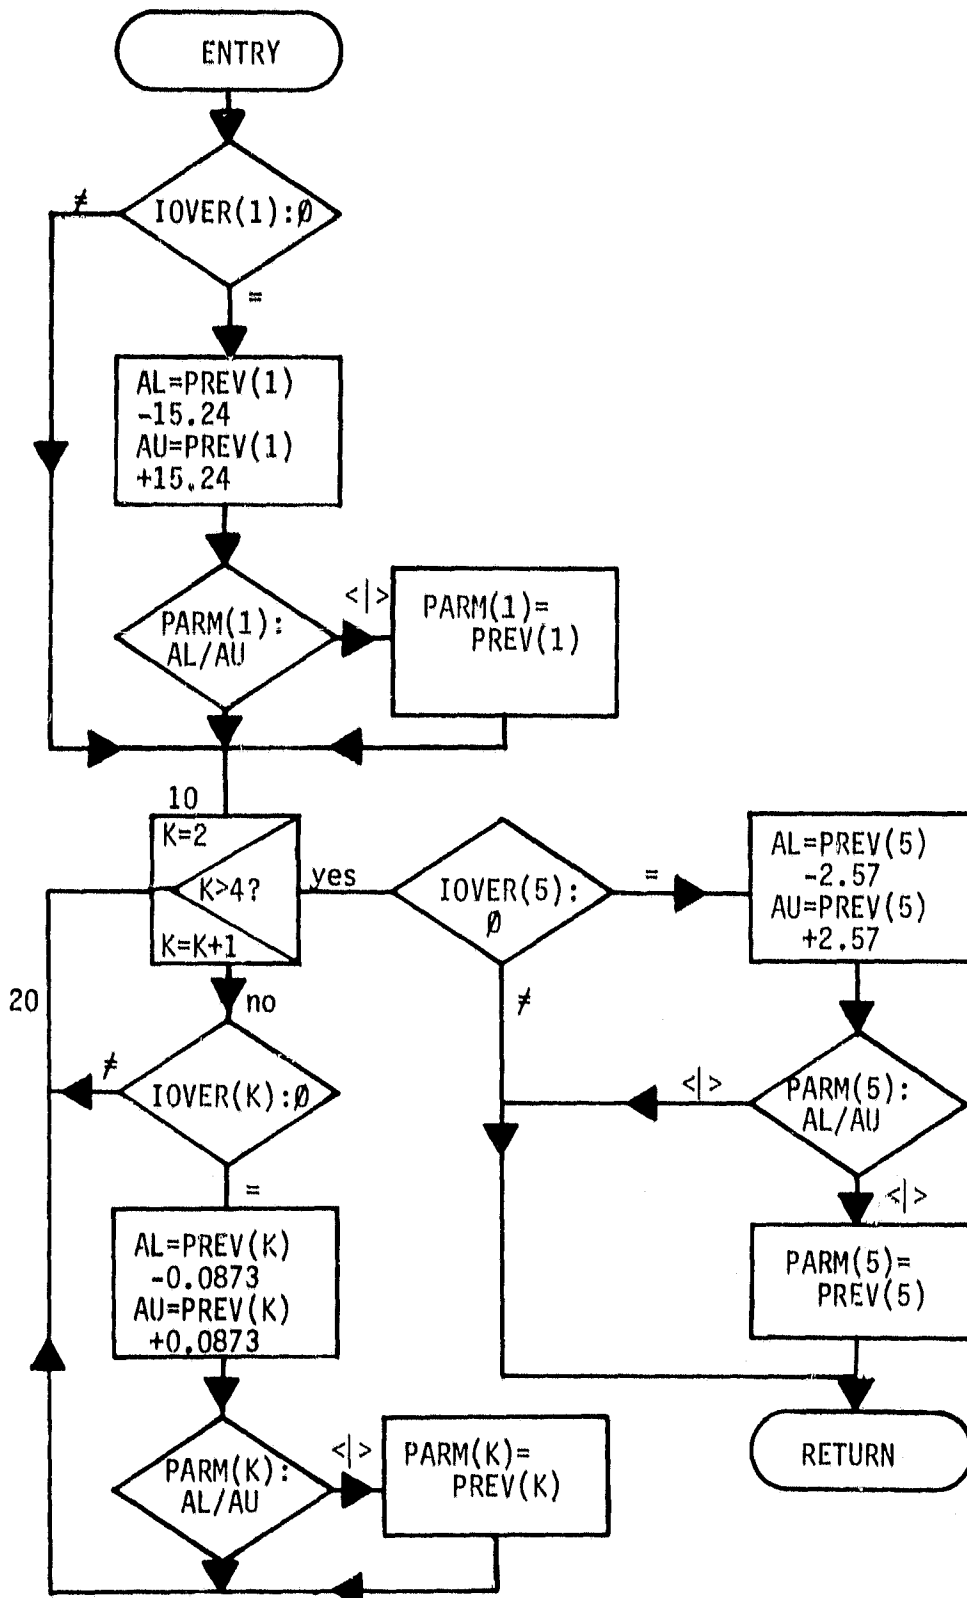 ENTRY
≠
IOVER(1):Ø
=
AL=PREV(1)
-15.24
AU=PREV(1)
+15.24
PARM(1):
AL/AU
<|>
PARM(1)=
PREV(1)
10
K=2
K>4?
K=K+1
yes
no
20
≠
IOVER(K):Ø
=
AL=PREV(K)
-0.0873
AU=PREV(K)
+0.0873
PARM(K):
AL/AU
<|>
PARM(K)=
PREV(K)
IOVER(5):
Ø
=
≠
AL=PREV(5)
-2.57
AU=PREV(5)
+2.57
PARM(5):
AL/AU
<|>
<|>
PARM(5)=
PREV(5)
RETURN